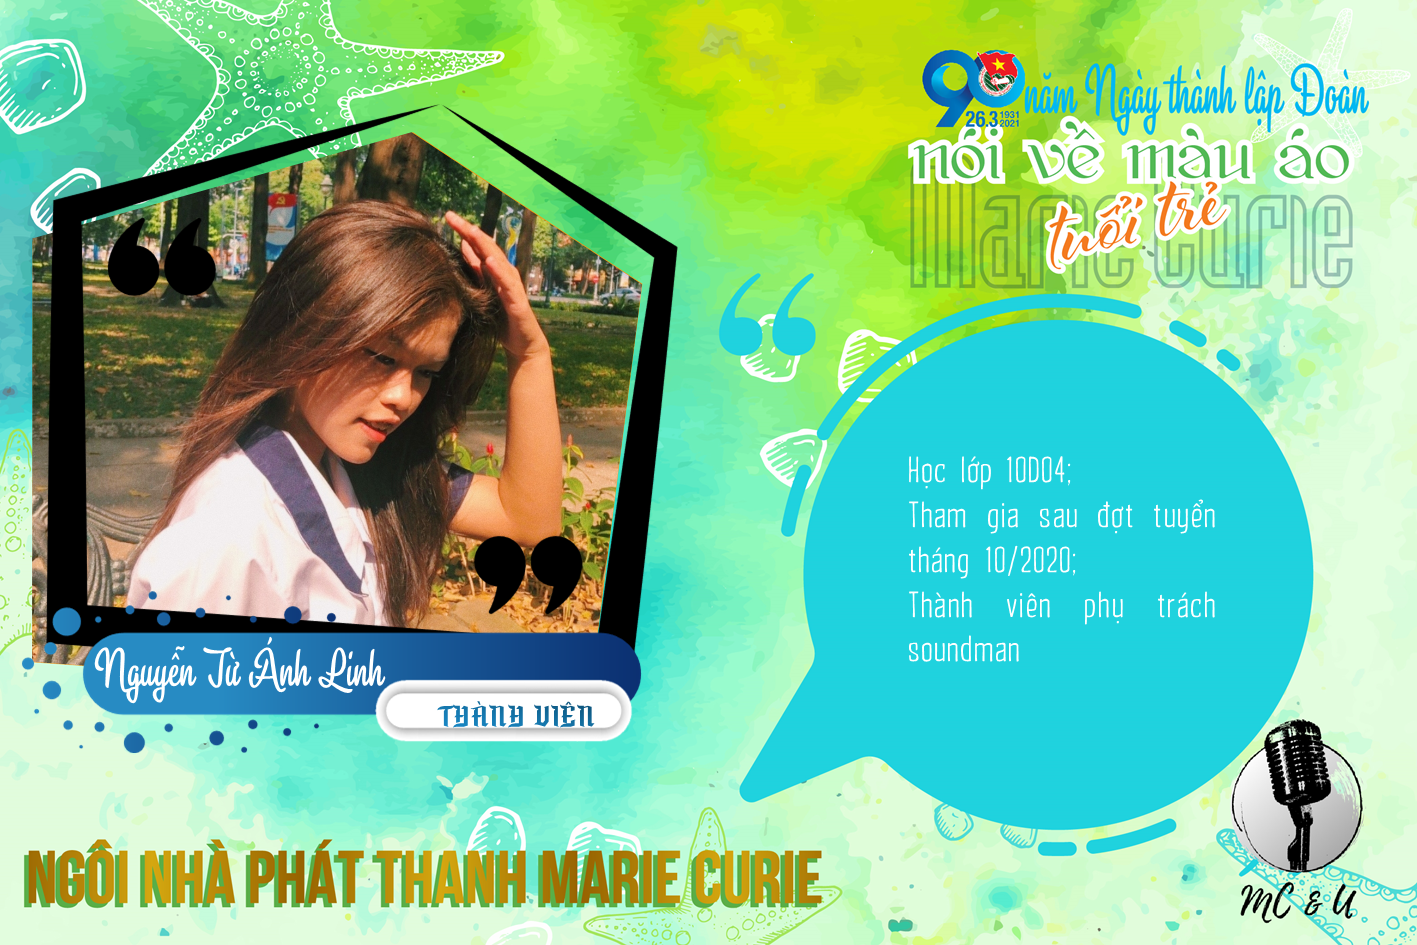 90 năm Ngày thành lập Đoàn
26.3 1931 2021
nói về màu áo
tuổi trẻ
Marie Curie
Học lớp 10D04;
Tham gia sau đợt tuyển
tháng 10/2020;
Thành viên phụ trách
soundman
Nguyễn Từ Ánh Linh
THÀNH VIÊN
NGÔI NHÀ PHÁT THANH MARIE CURIE
MC & U